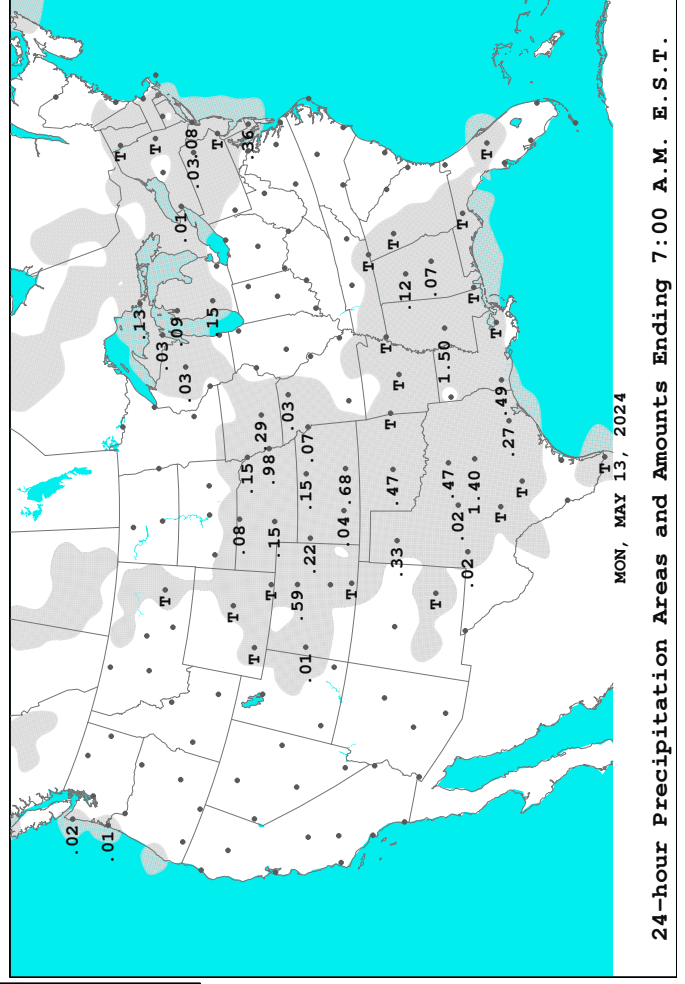 .02
.01
T
.13
T
.03
T
.09
.01
.03
.03 .08
.15
T
T
.08
.15
.36
T
.29
.98
T
.15
.03
.59
.01
.15
.07
.22
.04
.68
T
T
T
T
.47
T
.33
T
.12
.07
T
1.50
.47
.02
T
.02
T
1.40
T
T
T
.49
.27
T
T
MON, MAY 13, 2024
24-hour Precipitation Areas and Amounts Ending 7:00 A.M. E.S.T.